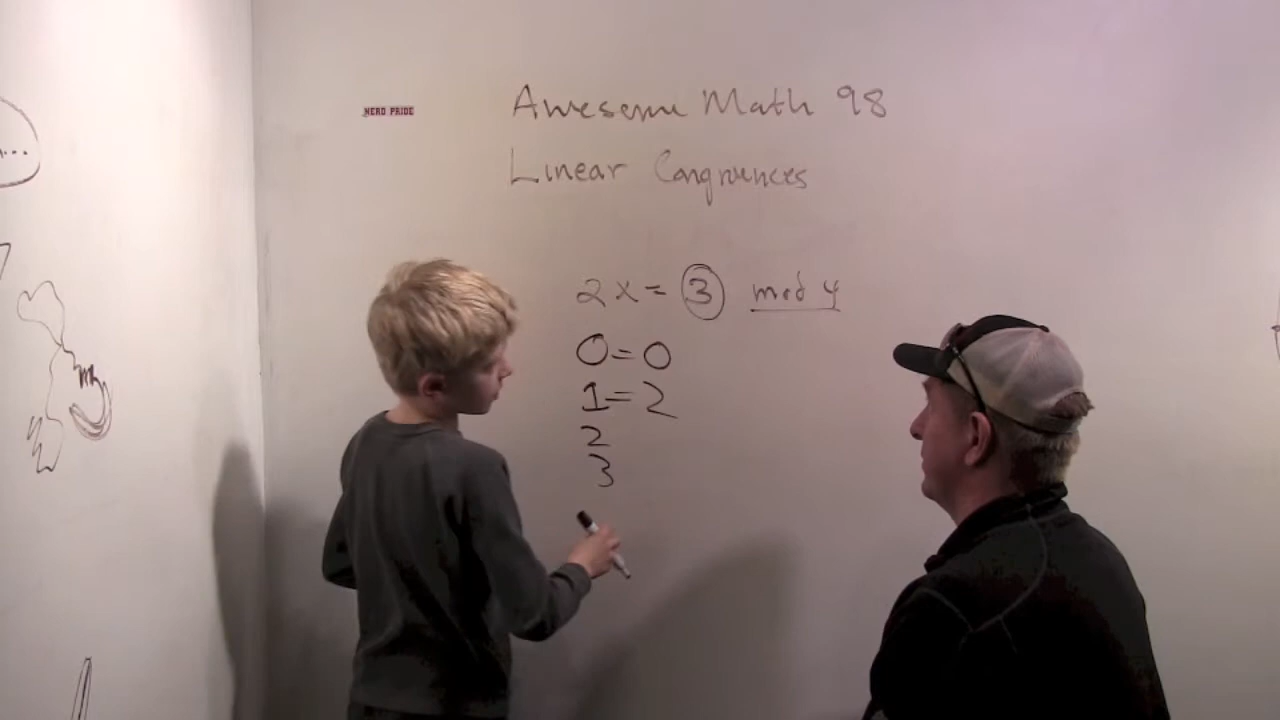 NERD PRIDE
Awesome Math 98
Linear Congruences
2x = 3 mod 4
0=0
1=2
2
3